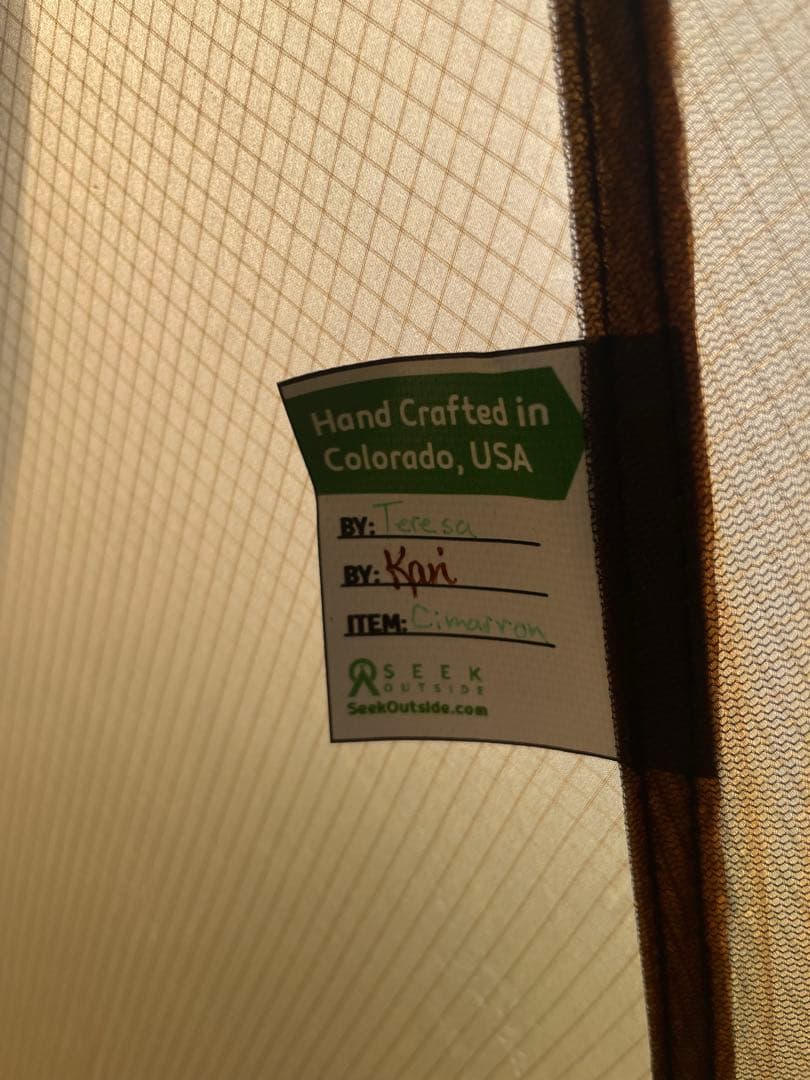 Hand Crafted in
Colorado, USA
BY: Teresa
BY: Kari
ITEM: Cimarron
SEEK
OUTSIDE
SeekOutside.com